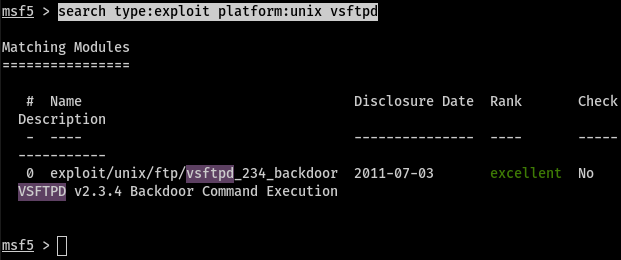 msf5 > search type:exploit platform:unix vsftpd
Matching Modules
================
#  Name                                  Disclosure Date  Rank       Check
Description
-  ----                                  ---------------  ----       -----
-----------
0  exploit/unix/ftp/vsftpd_234_backdoor  2011-07-03       excellent  No
VSFTPD v2.3.4 Backdoor Command Execution
msf5 >